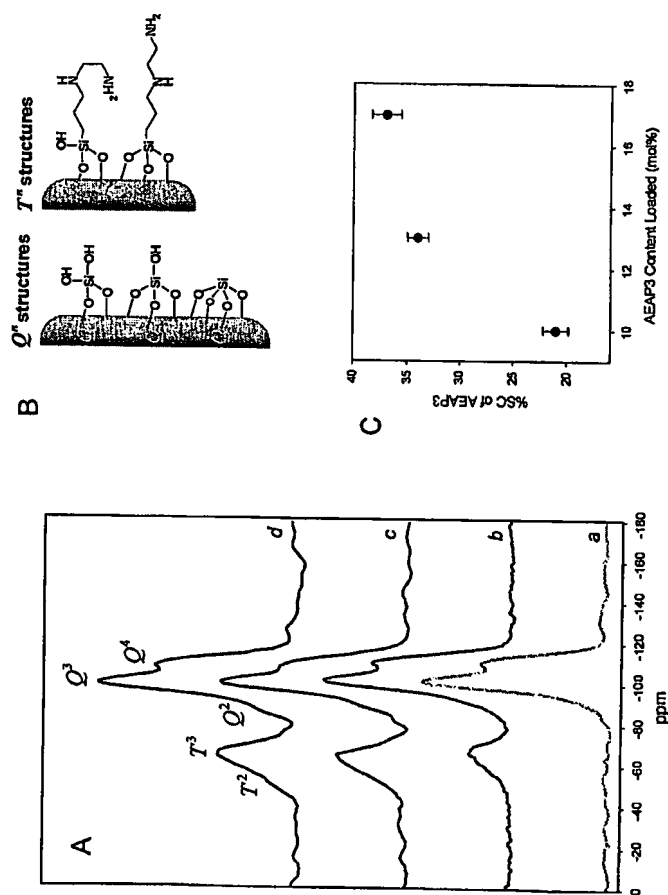 A
Q³
Q⁴
Q²
T³
T²
d
c
b
a
0 -20 -40 -60 -80 -100 -120 -140 -160 -180
ppm
B
Qⁿ structures
Tⁿ structures
OH
Si
OH
O
O
O
Si
OH
O
O
O
Si
O
O
O
O
OH
Si
O
O
H
N
H₂N
Si
O
O
O
N
H
NH₂
C
40
35
30
25
20
%SC of AEAP3
10 12 14 16 18
AEAP3 Content Loaded (mol%)